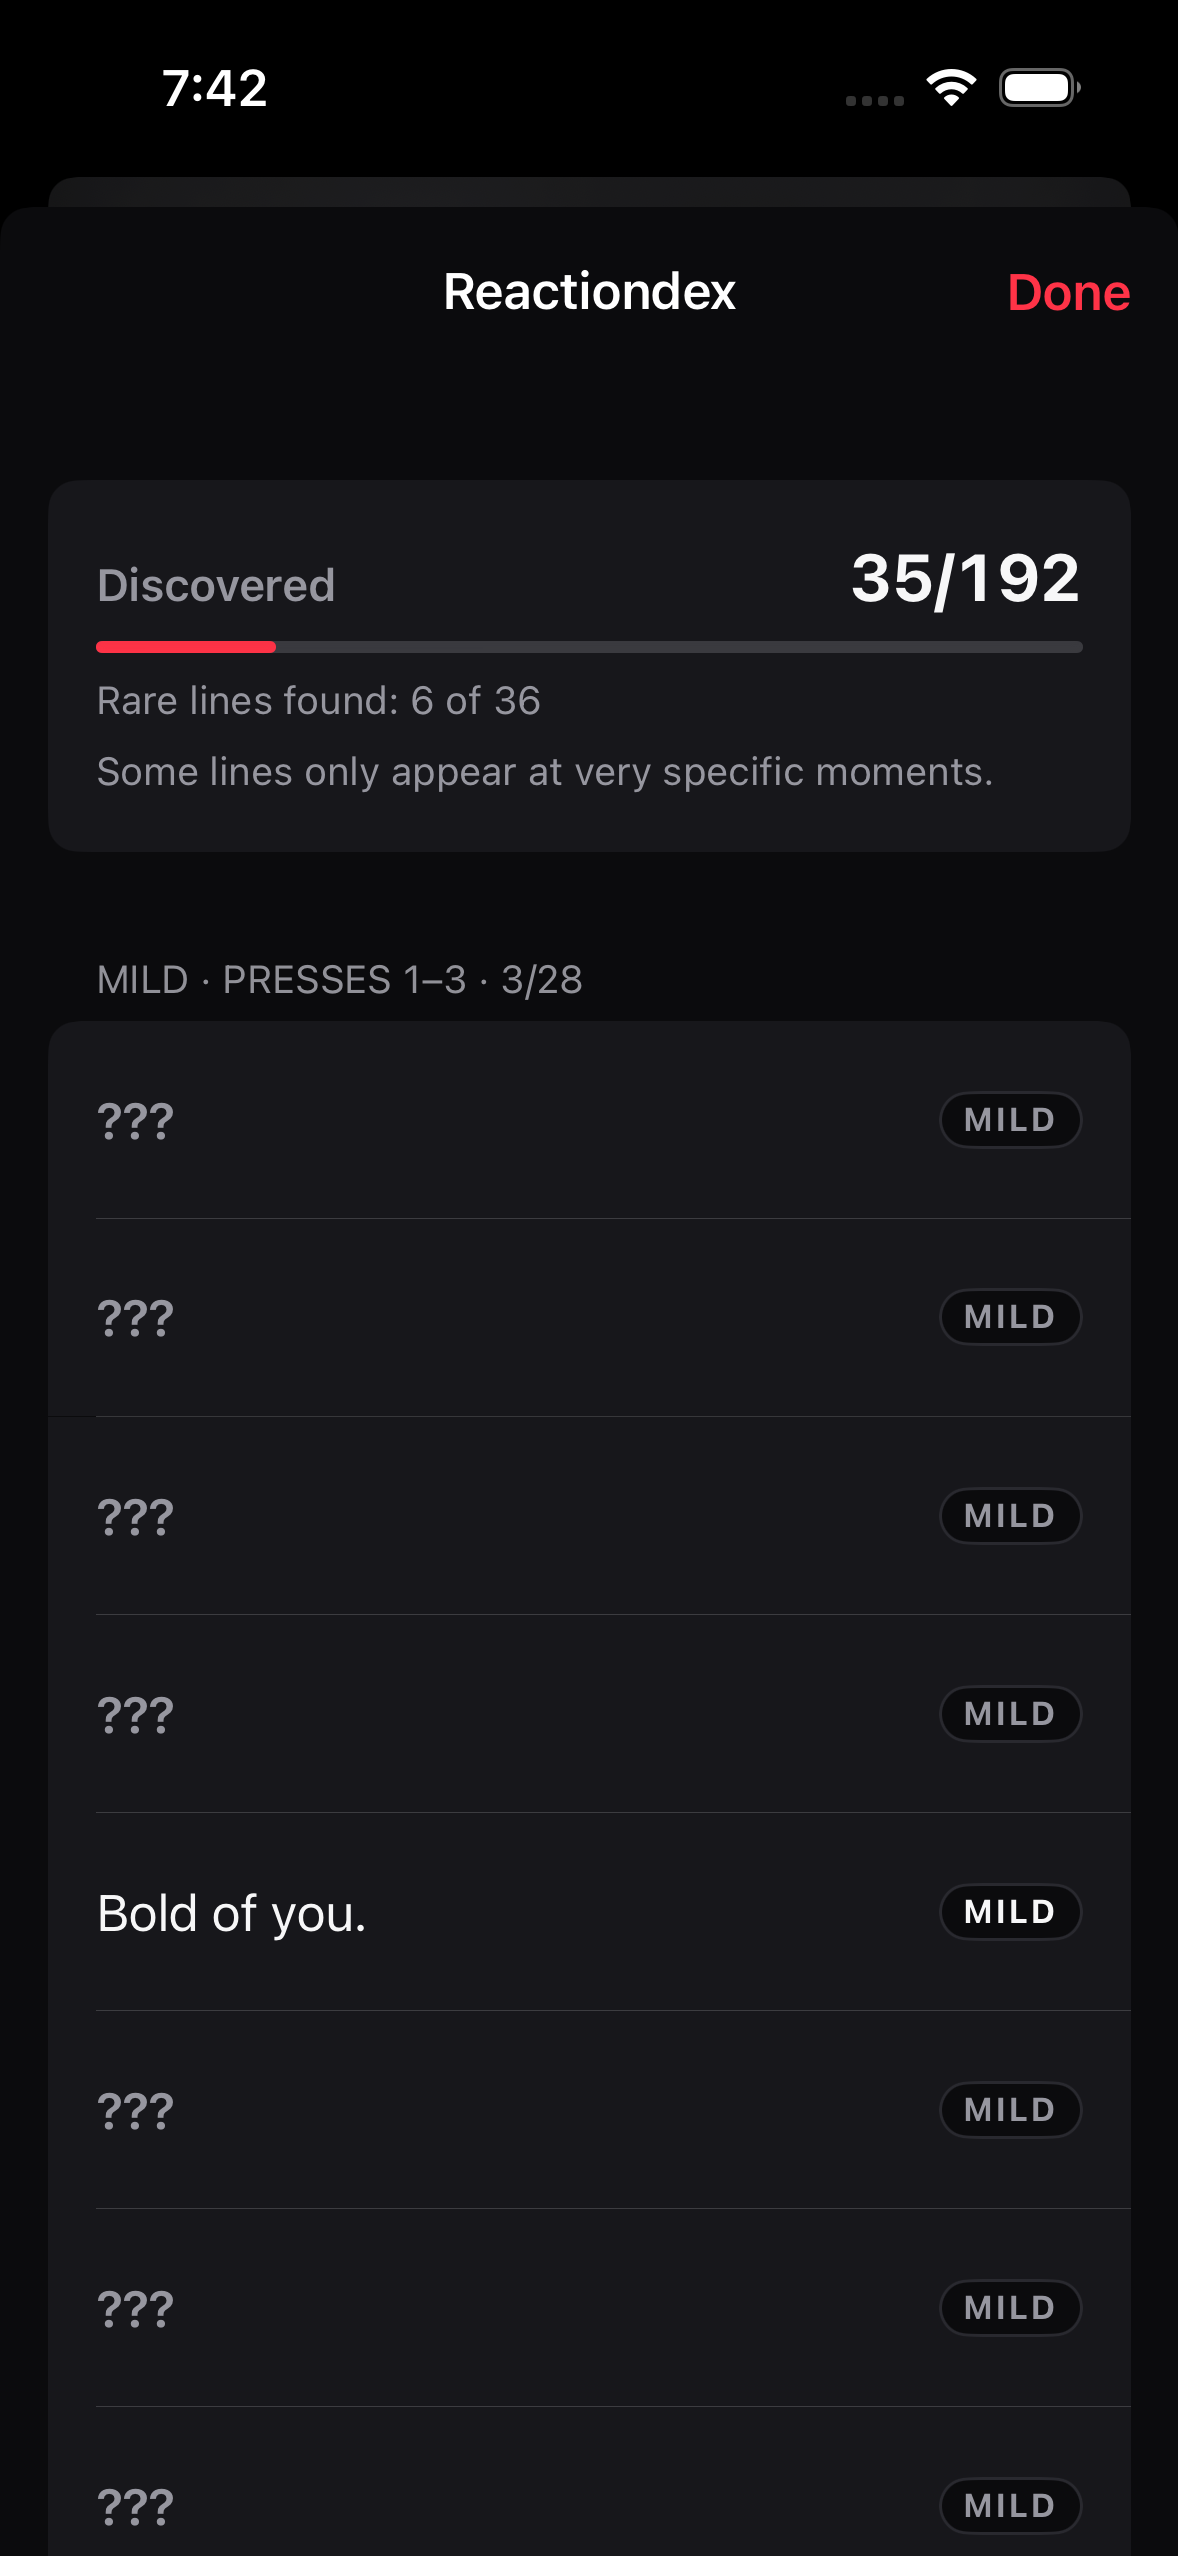 7:42
Reactiondex
Done
Discovered
35/192
Rare lines found: 6 of 36
Some lines only appear at very specific moments.
MILD · PRESSES 1–3 · 3/28
??? MILD
??? MILD
??? MILD
??? MILD
Bold of you. MILD
??? MILD
??? MILD
??? MILD